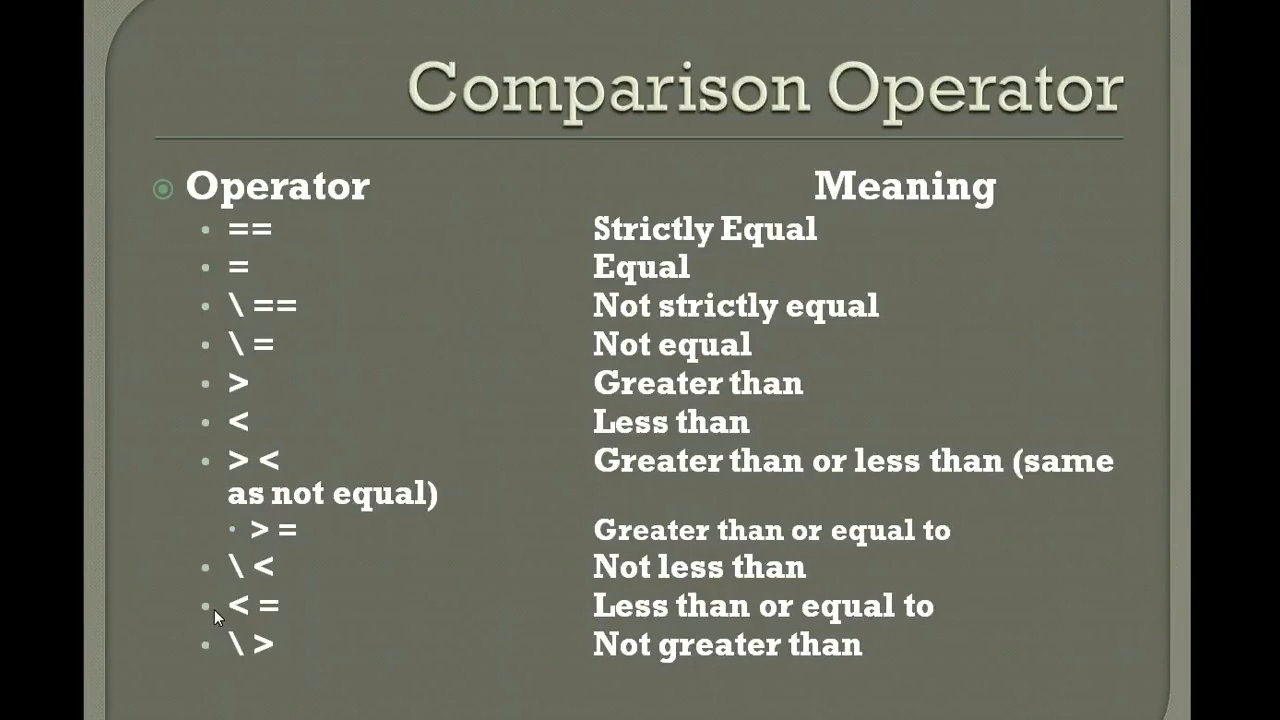 Comparison Operator
Operator Meaning
== Strictly Equal
= Equal
\ == Not strictly equal
\ = Not equal
> Greater than
< Less than
> < Greater than or less than (same
as not equal)
> = Greater than or equal to
\ < Not less than
< = Less than or equal to
\ > Not greater than